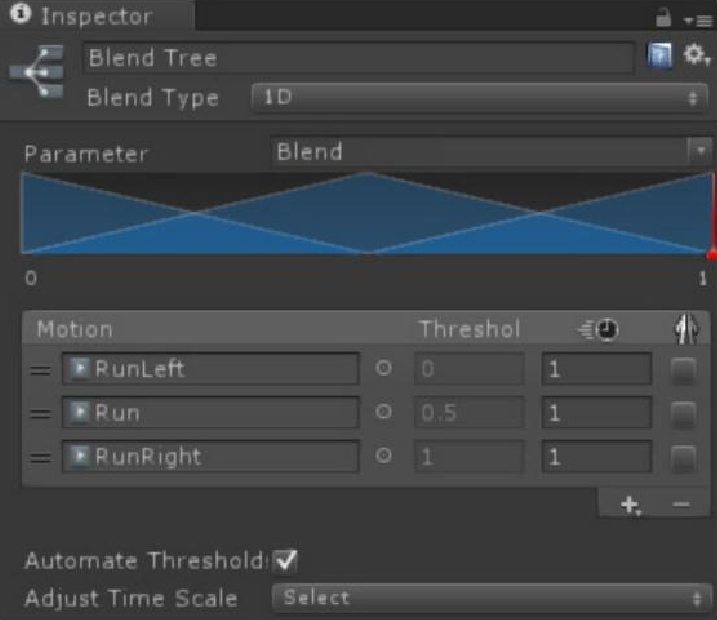 Inspector
Blend Tree
Blend Type 1D
Parameter Blend
0 1
Motion Threshol
RunLeft 0 1
Run 0.5 1
RunRight 1 1
Automate Threshold
Adjust Time Scale Select